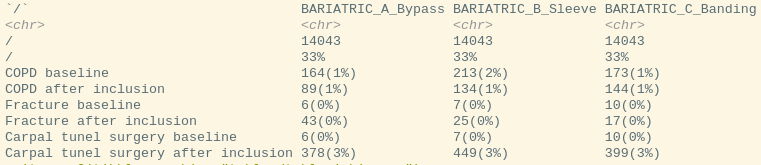 `/` BARIATRIC_A_Bypass BARIATRIC_B_Sleeve BARIATRIC_C_Banding
<chr> <chr> <chr> <chr>
/ 14043 14043 14043
/ 33% 33% 33%
COPD baseline 164(1%) 213(2%) 173(1%)
COPD after inclusion 89(1%) 134(1%) 144(1%)
Fracture baseline 6(0%) 7(0%) 10(0%)
Fracture after inclusion 43(0%) 25(0%) 17(0%)
Carpal tunel surgery baseline 6(0%) 7(0%) 10(0%)
Carpal tunel surgery after inclusion 378(3%) 449(3%) 399(3%)